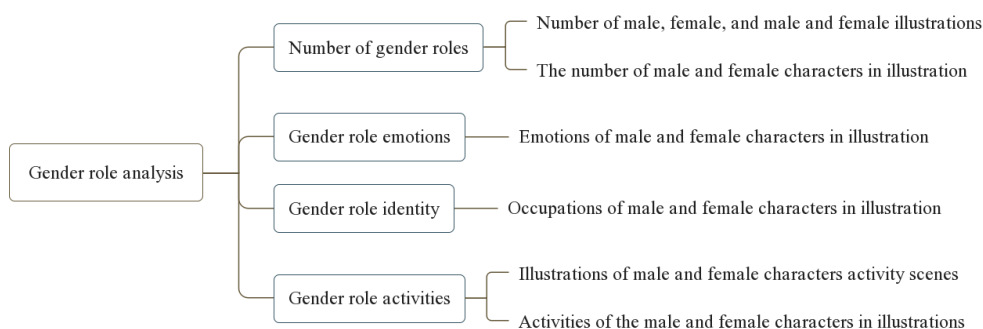 Gender role analysis
Number of gender roles
Number of male, female, and male and female illustrations
The number of male and female characters in illustration
Gender role emotions
Emotions of male and female characters in illustration
Gender role identity
Occupations of male and female characters in illustration
Gender role activities
Illustrations of male and female characters activity scenes
Activities of the male and female characters in illustrations